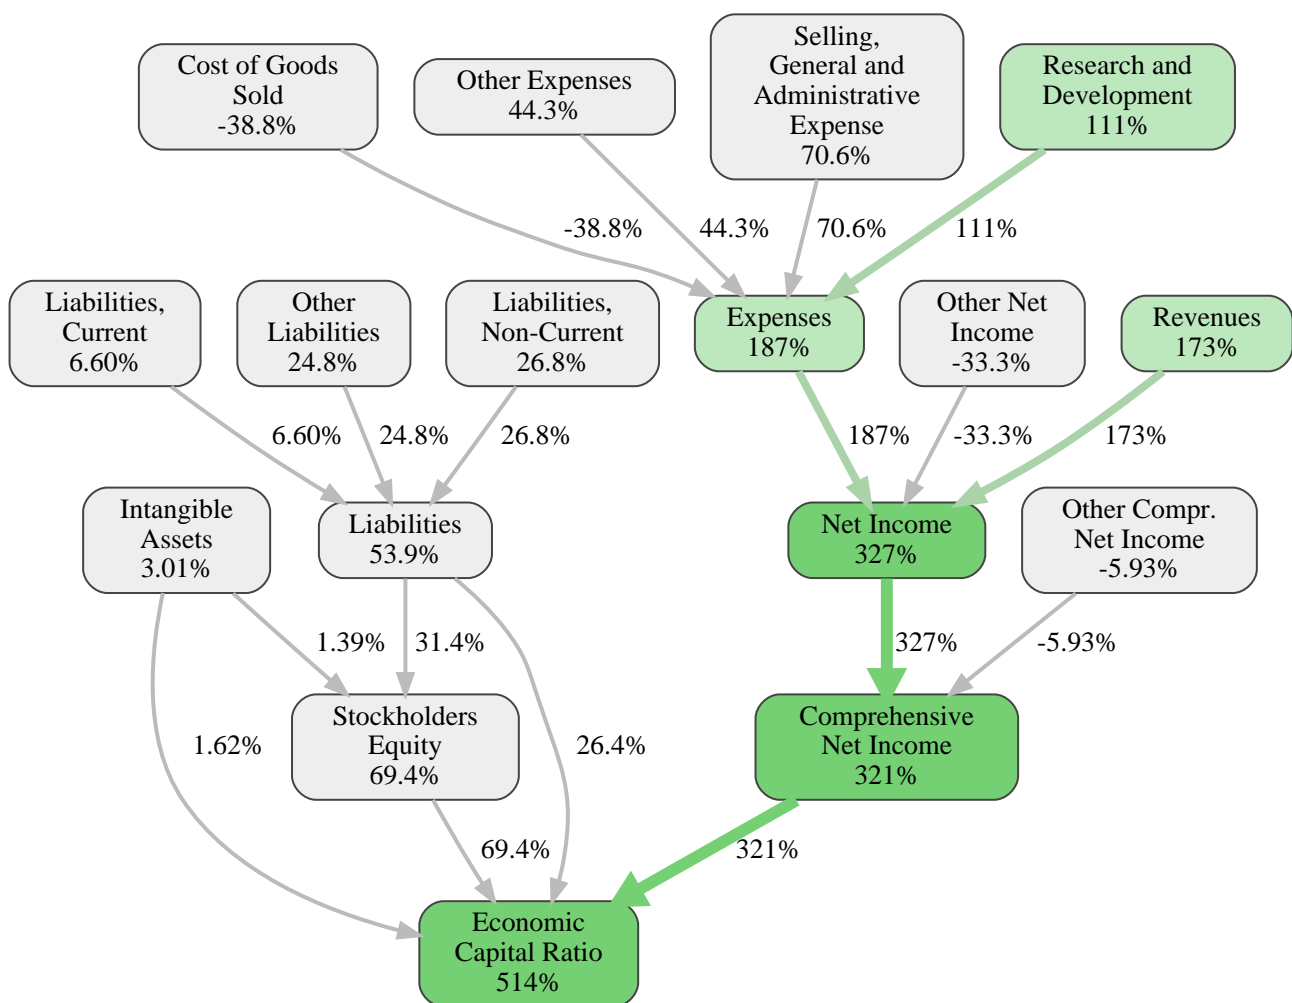 Cost of Goods
Sold
-38.8%
Other Expenses
44.3%
Selling,
General and
Administrative
Expense
70.6%
Research and
Development
111%
-38.8%
44.3%
70.6%
111%
Liabilities,
Current
6.60%
Other
Liabilities
24.8%
Liabilities,
Non-Current
26.8%
Expenses
187%
Other Net
Income
-33.3%
Revenues
173%
6.60%
24.8%
26.8%
187%
-33.3%
173%
Intangible
Assets
3.01%
Liabilities
53.9%
Net Income
327%
Other Compr.
Net Income
-5.93%
1.39%
31.4%
327%
-5.93%
Stockholders
Equity
69.4%
Comprehensive
Net Income
321%
1.62%
26.4%
69.4%
321%
Economic
Capital Ratio
514%